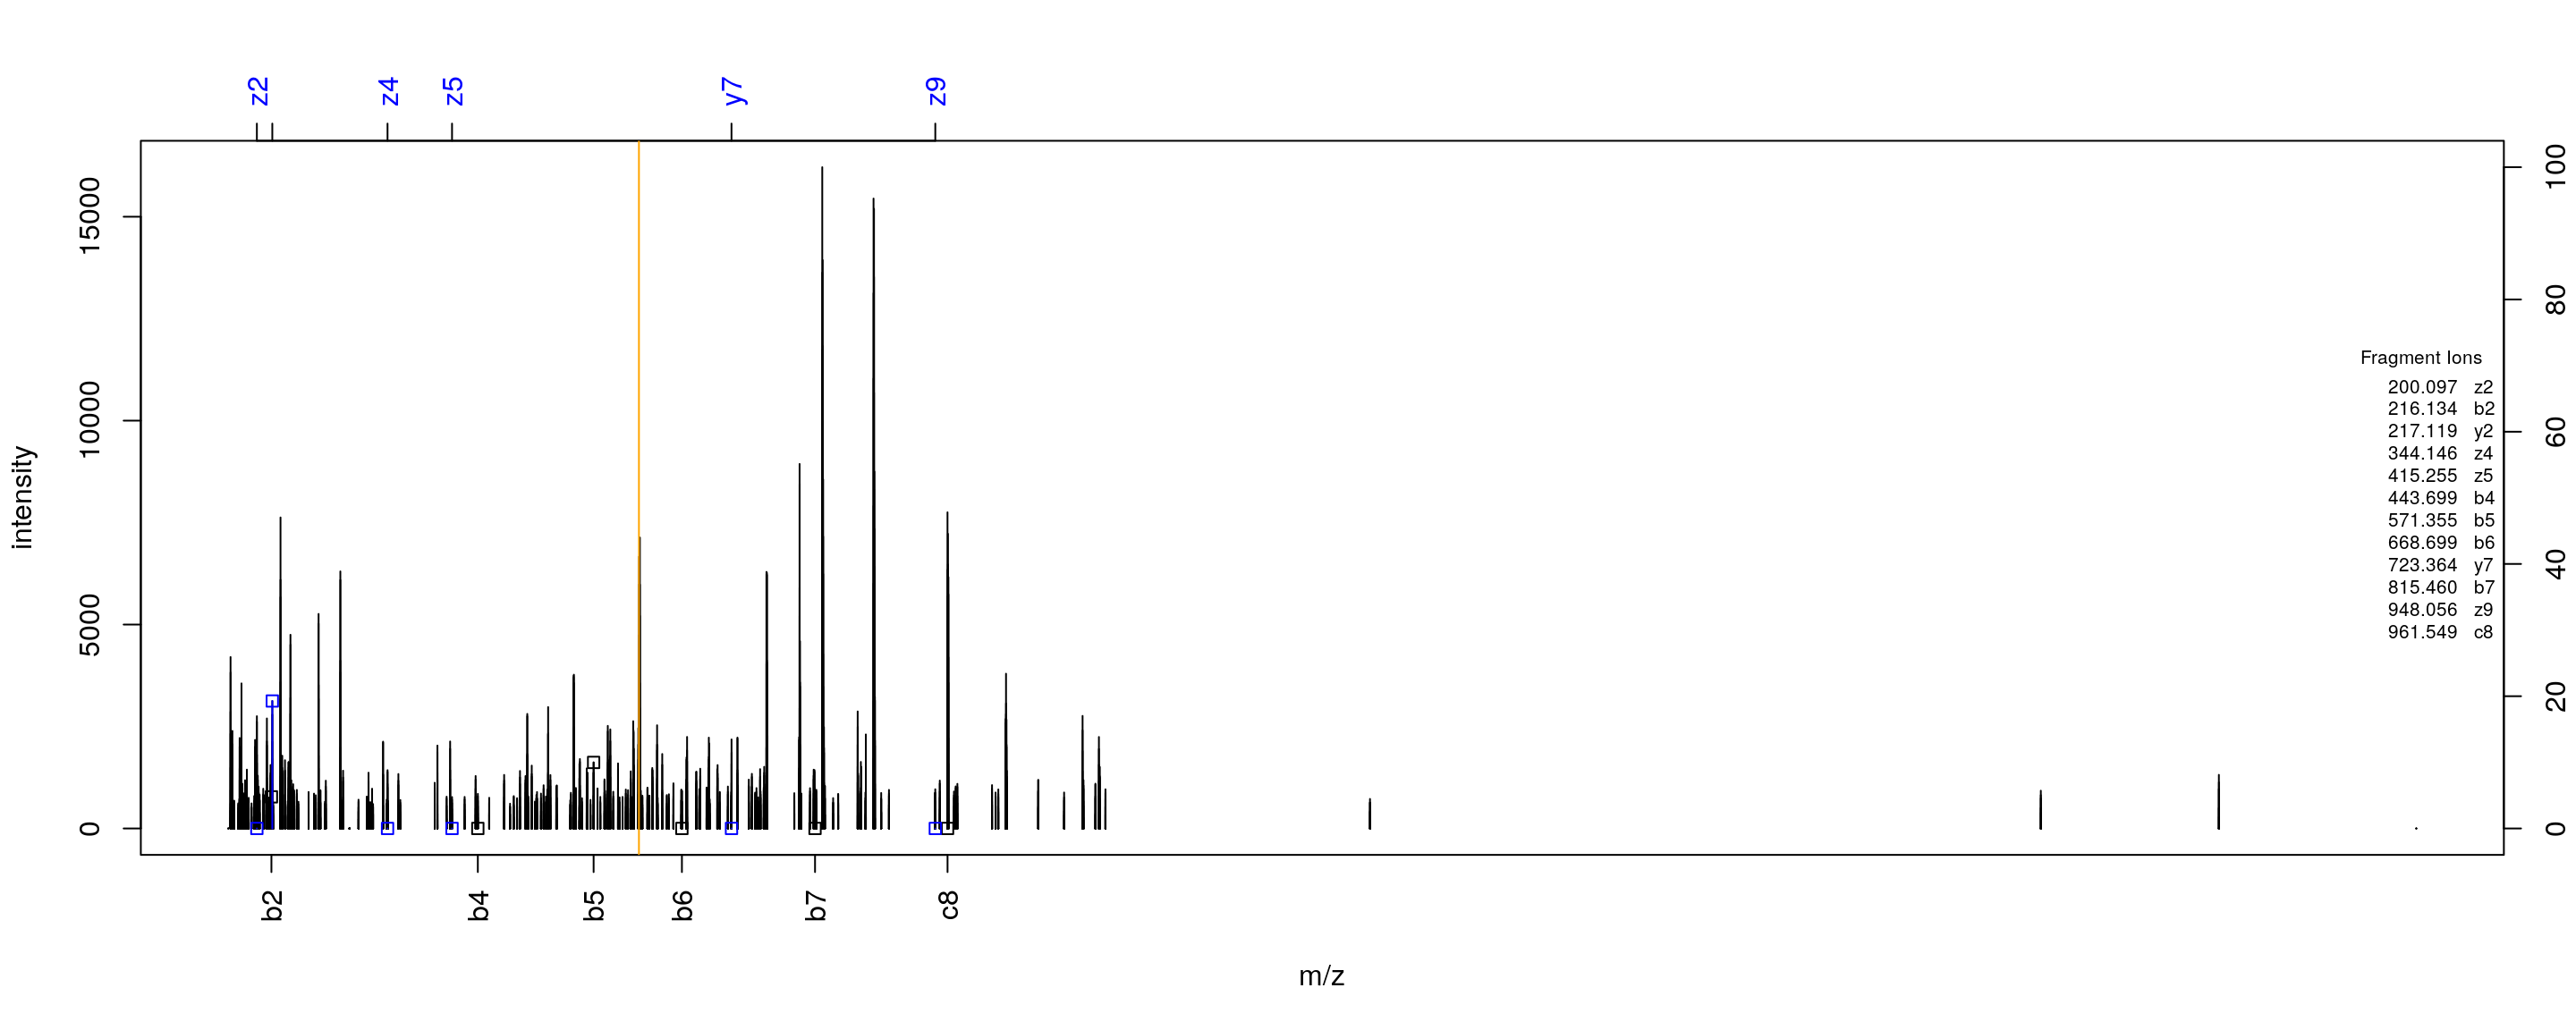 z2 z4 z5 y7 z9
15000
10000
5000
0
intensity
100
80
60
40
20
0
Fragment Ions
200.097 z2
216.134 b2
217.119 y2
344.146 z4
415.255 z5
443.699 b4
571.355 b5
668.699 b6
723.364 y7
815.460 b7
948.056 z9
961.549 c8
b2 b4 b5 b6 b7 c8
m/z